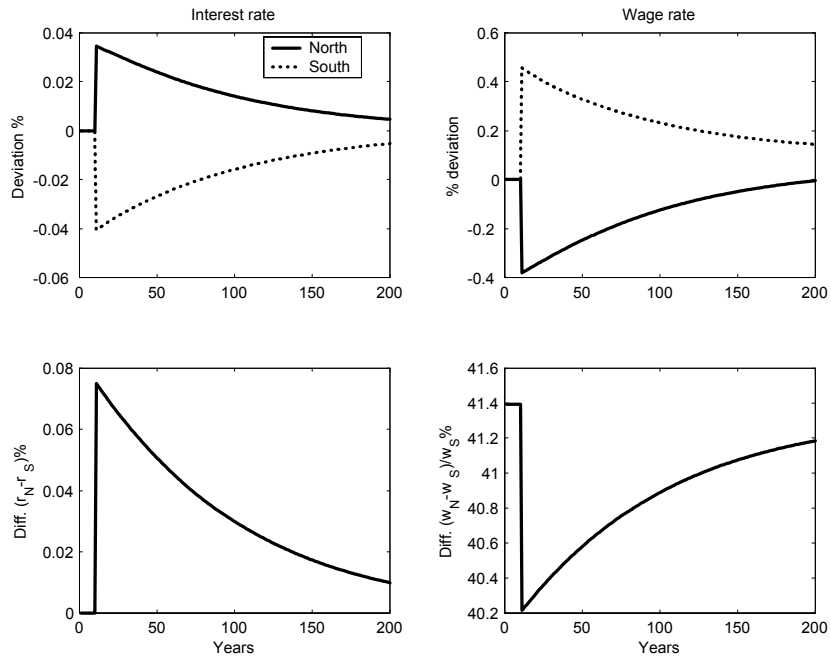 Interest rate
0.04
0.02
0
-0.02
-0.04
-0.06
Deviation %
North
South
0 50 100 150 200
Wage rate
0.6
0.4
0.2
0
-0.2
-0.4
% deviation
0 50 100 150 200
0.08
0.06
0.04
0.02
0
Diff. (r_N-r_S)%
0 50 100 150 200
Years
41.6
41.4
41.2
41
40.8
40.6
40.4
40.2
Diff. (w_N-w_S)/w_S%
0 50 100 150 200
Years